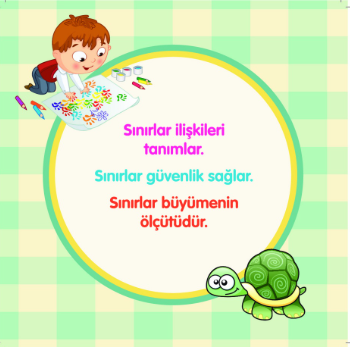 Sınırlar ilişkileri
tanımlar.
Sınırlar güvenlik sağlar.
Sınırlar büyümenin
ölçütüdür.